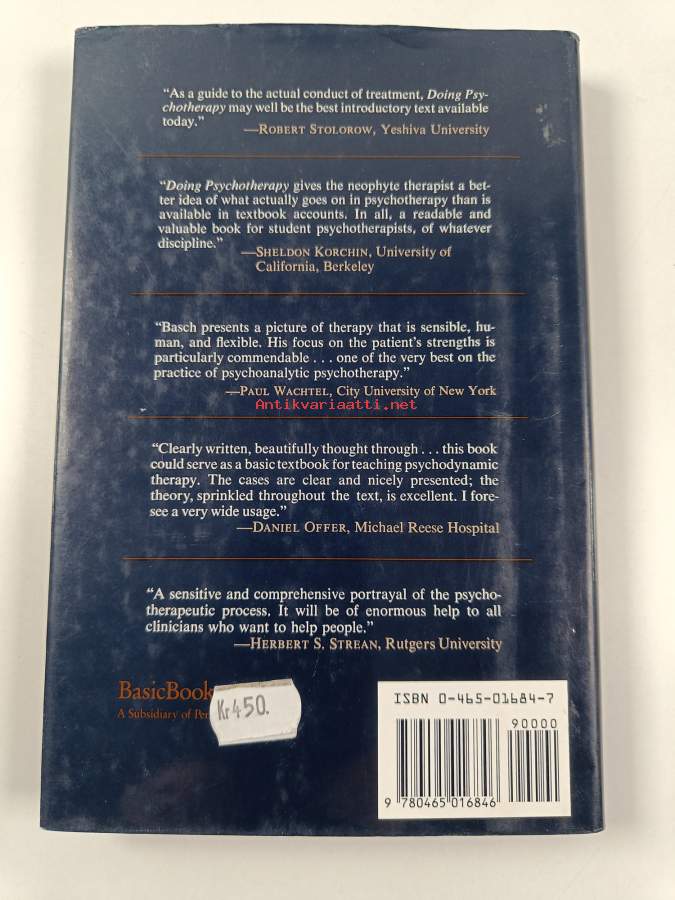 “As a guide to the actual conduct of treatment, Doing Psy-
chotherapy may well be the best introductory text available
today.”
—ROBERT STOLOROW, Yeshiva University
“Doing Psychotherapy gives the neophyte therapist a bet-
ter idea of what actually goes on in psychotherapy than is
available in textbook accounts. In all, a readable and
valuable book for student psychotherapists, of whatever
discipline.”
—SHELDON KORCHIN, University of
California, Berkeley
“Basch presents a picture of therapy that is sensible, hu-
man, and flexible. His focus on the patient’s strengths is
particularly commendable . . . one of the very best on the
practice of psychoanalytic psychotherapy.”
—PAUL WACHTEL, City University of New York
Antikvariaatti.net
“Clearly written, beautifully thought through . . . this book
could serve as a basic textbook for teaching psychodynamic
therapy. The cases are clear and nicely presented; the
theory, sprinkled throughout the text, is excellent. I fore-
see a very wide usage.”
—DANIEL OFFER, Michael Reese Hospital
“A sensitive and comprehensive portrayal of the psycho-
therapeutic process. It will be of enormous help to all
clinicians who want to help people.”
—HERBERT S. STREAN, Rutgers University
BasicBook
A Subsidiary of Per
Kr450.
ISBN 0-465-01684-7
90000
9 780465 016846